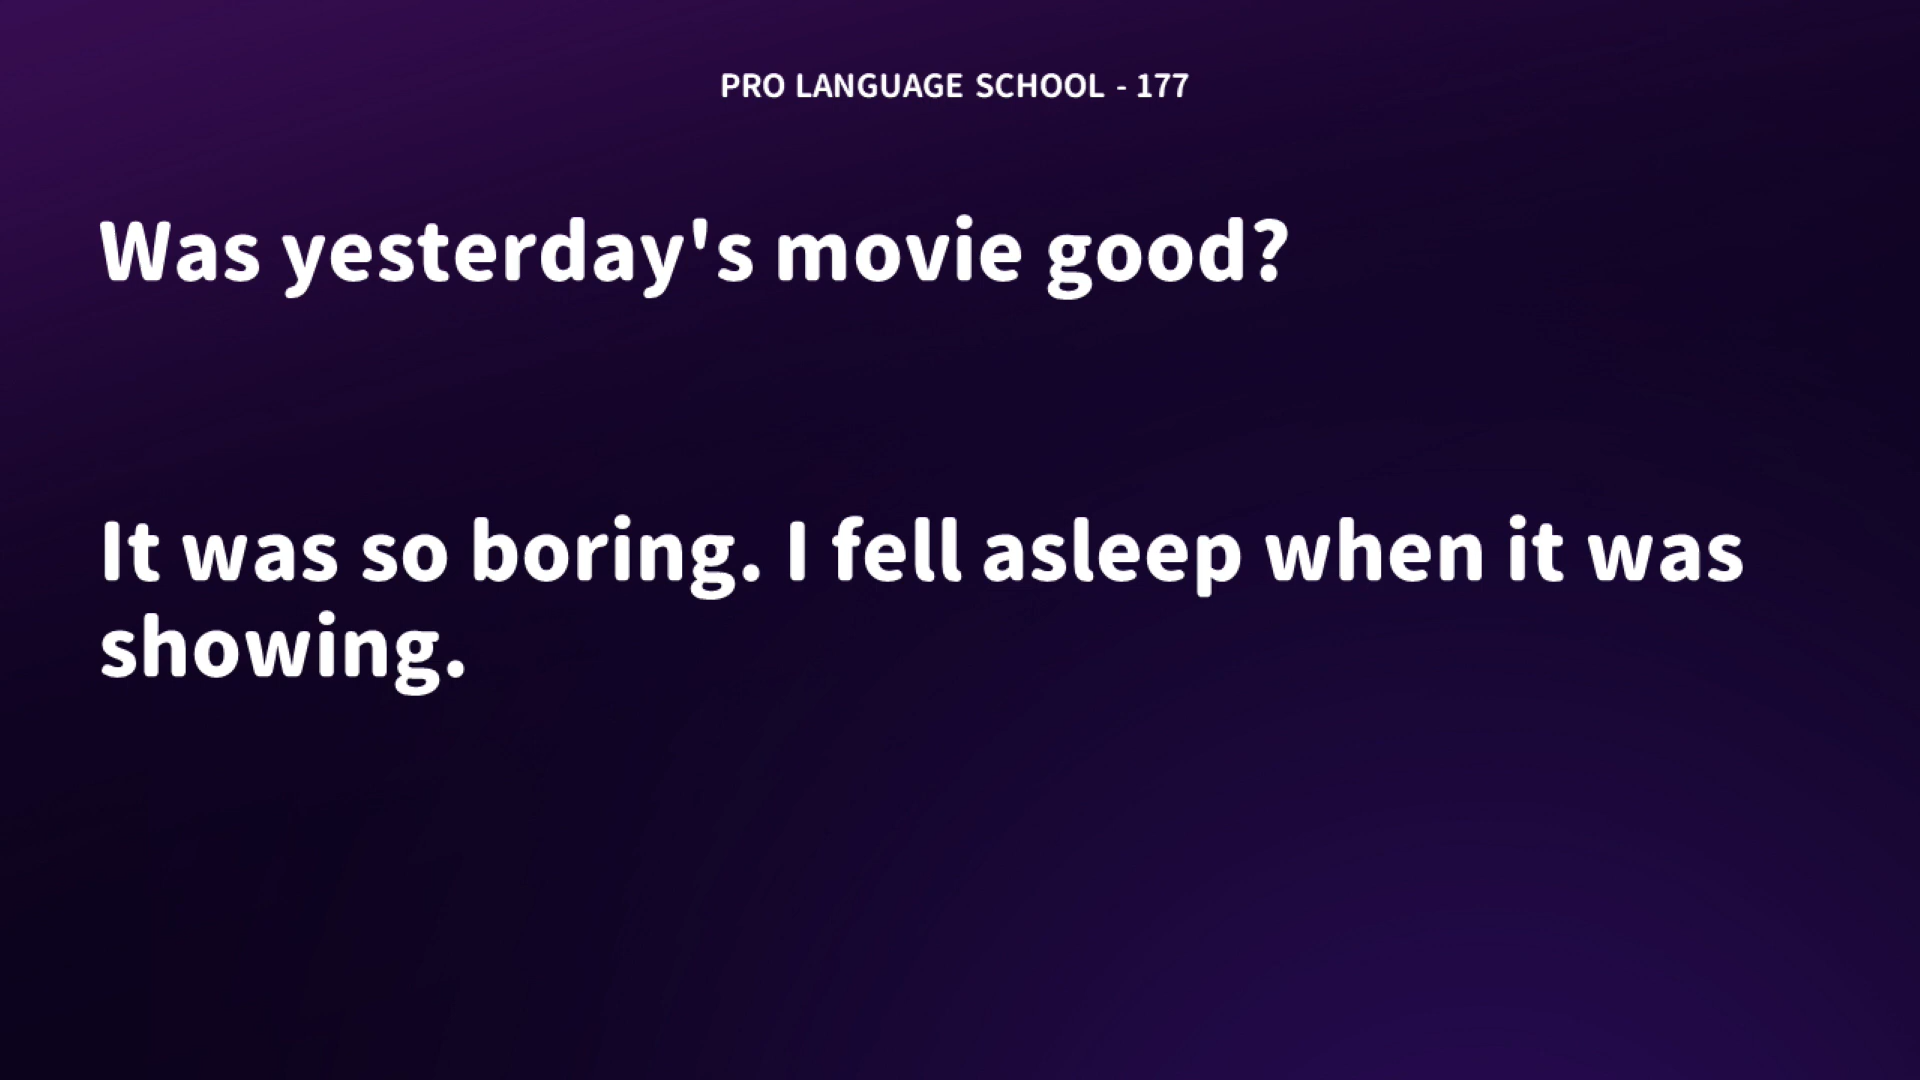 PRO LANGUAGE SCHOOL - 177
Was yesterday's movie good?
It was so boring. I fell asleep when it was
showing.